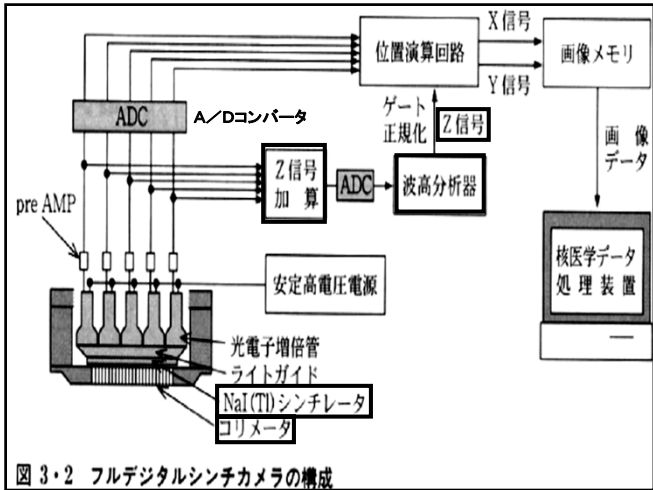 X信号
位置演算回路
画像メモリ
Y信号
ADC
A/Dコンバータ
ゲート
正規化
Z信号
画像
データ
Z信号
加算
ADC
波高分析器
pre AMP
安定高電圧電源
核医学データ
処理装置
光電子増倍管
ライトガイド
NaI(Tl)シンチレータ
コリメータ
図 3・2 フルデジタルシンチカメラの構成